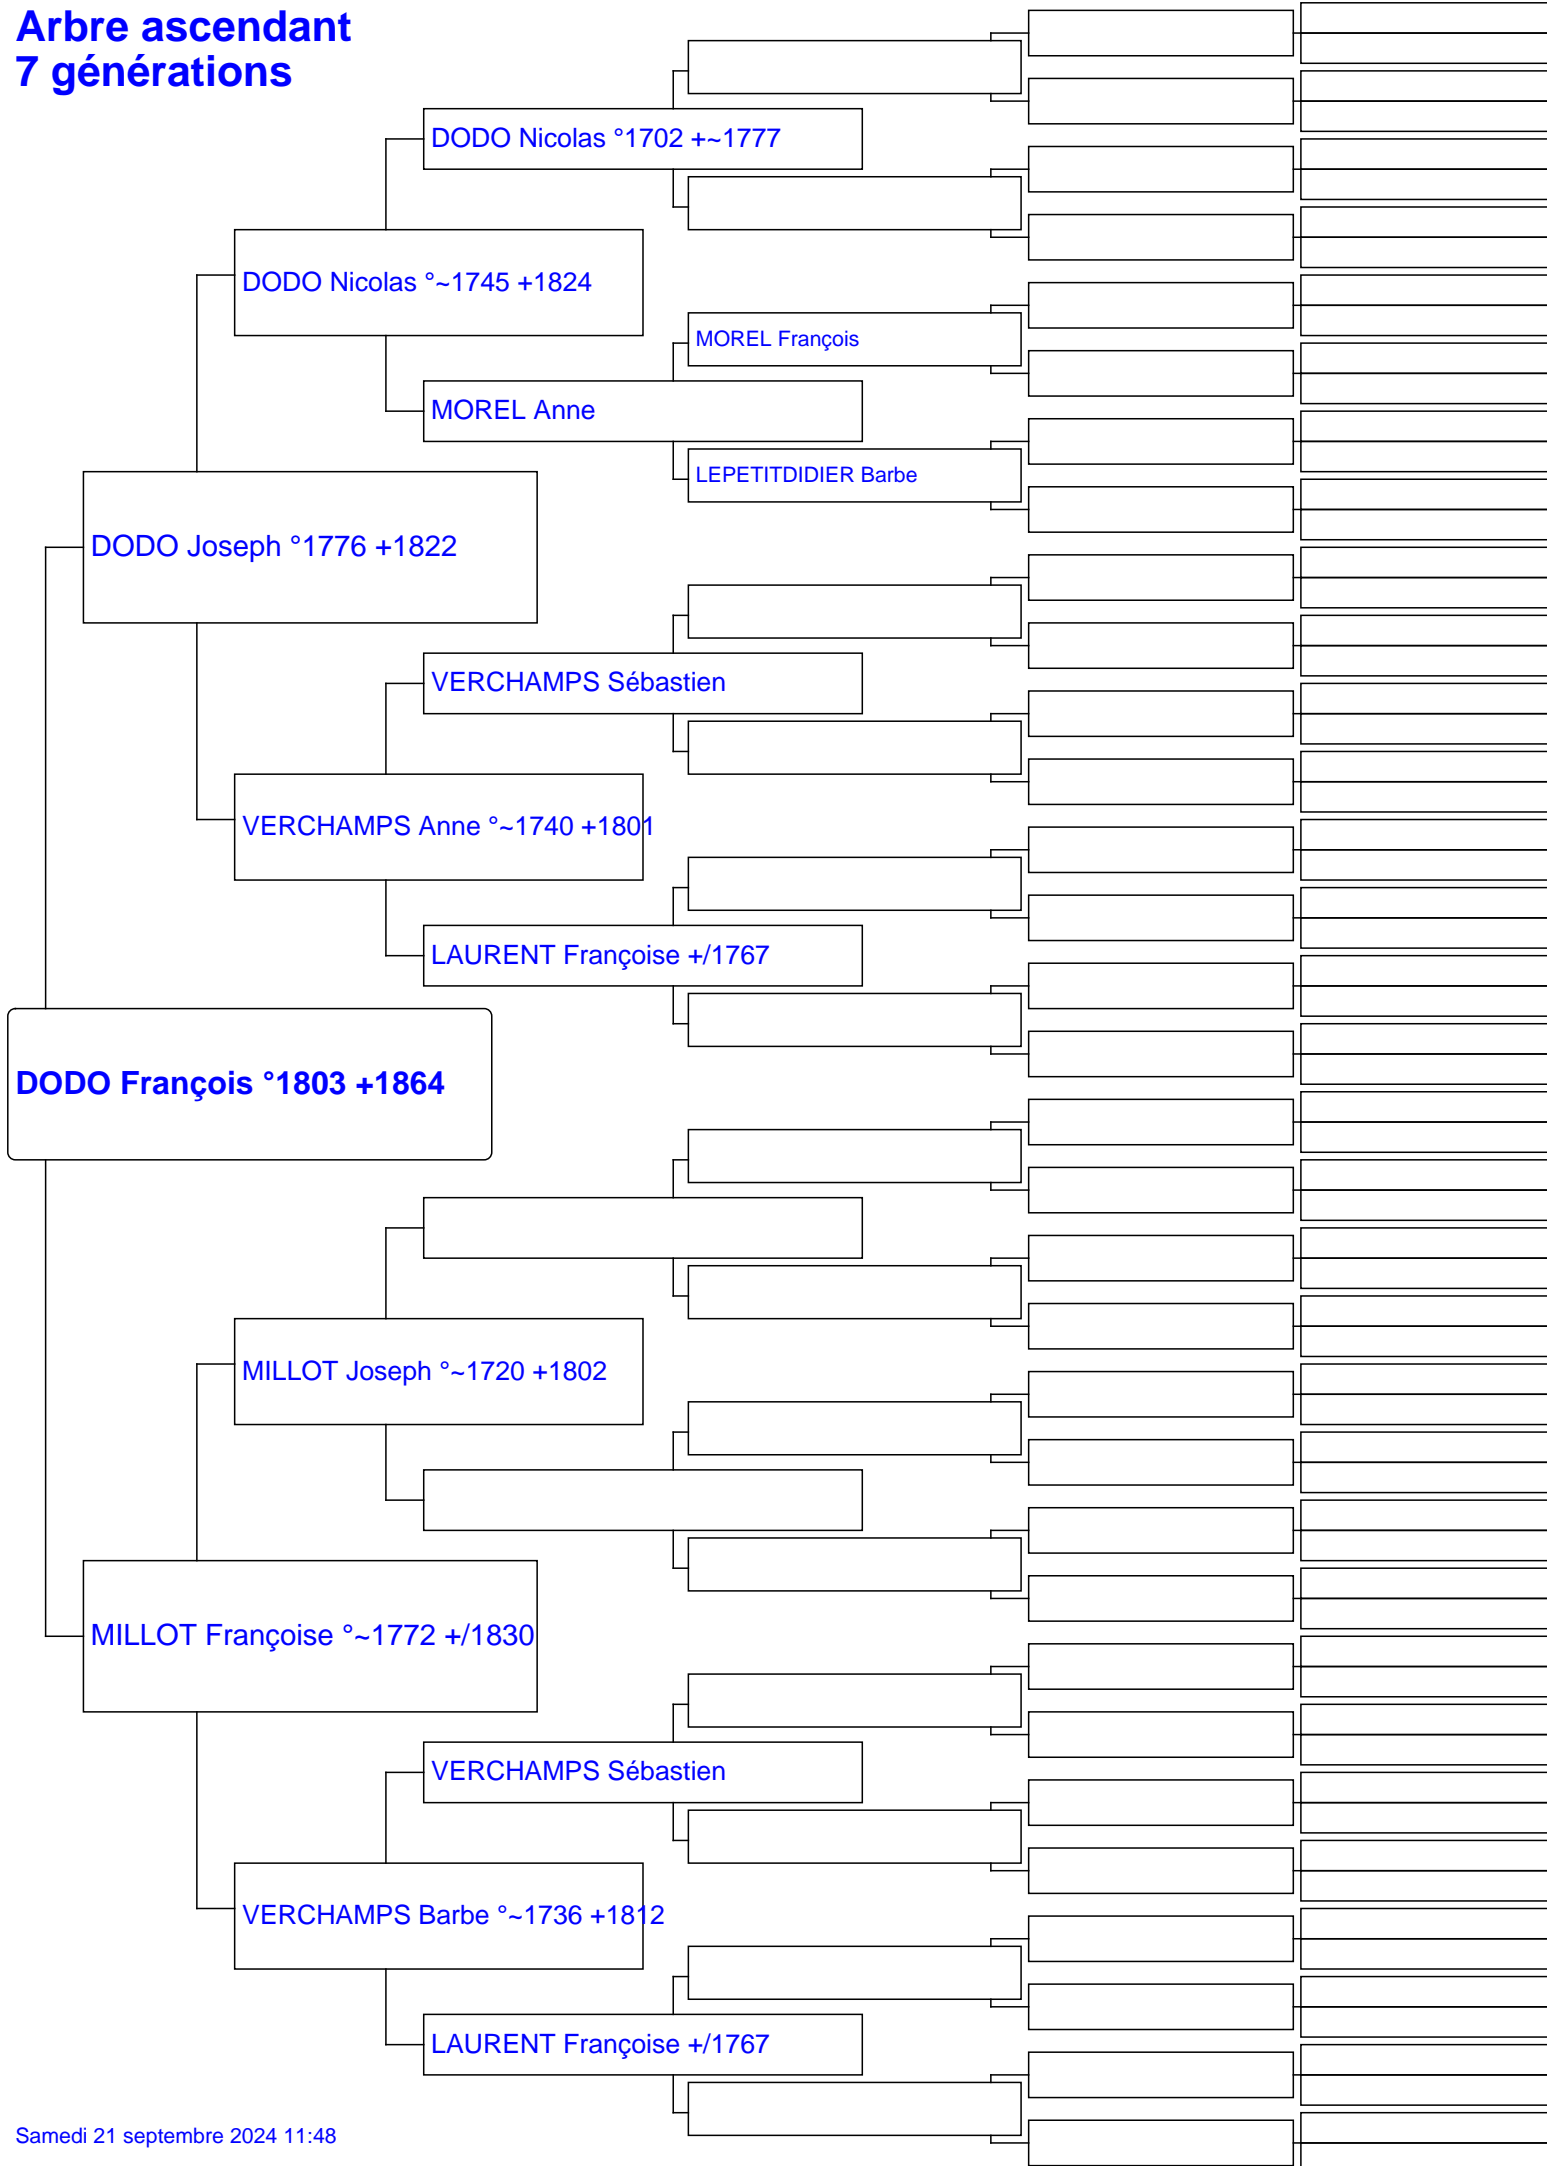 Arbre ascendant
7 générations
DODO Nicolas °1702 +~1777
DODO Nicolas °~1745 +1824
MOREL François
MOREL Anne
LEPETITDIDIER Barbe
DODO Joseph °1776 +1822
VERCHAMPS Sébastien
VERCHAMPS Anne °~1740 +1801
LAURENT Françoise +/1767
DODO François °1803 +1864
MILLOT Joseph °~1720 +1802
MILLOT Françoise °~1772 +/1830
VERCHAMPS Sébastien
VERCHAMPS Barbe °~1736 +1812
LAURENT Françoise +/1767
Samedi 21 septembre 2024 11:48